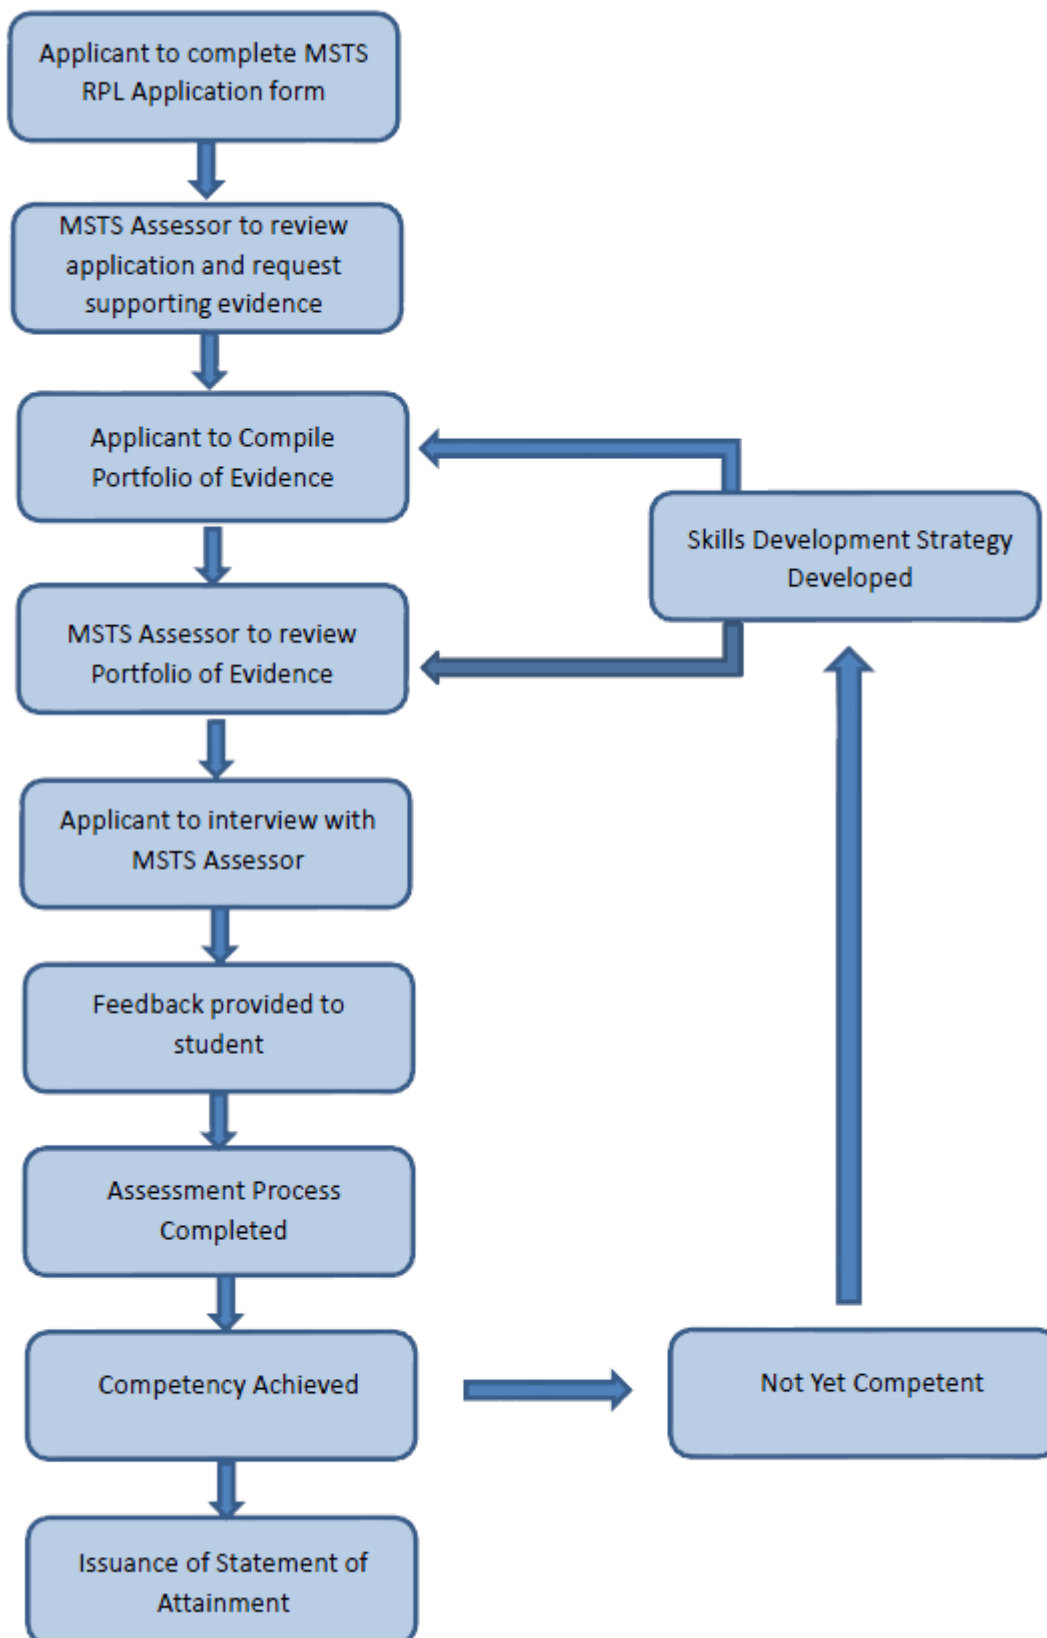 Applicant to complete MSTS
RPL Application form
MSTS Assessor to review
application and request
supporting evidence
Applicant to Compile
Portfolio of Evidence
Skills Development Strategy
Developed
MSTS Assessor to review
Portfolio of Evidence
Applicant to interview with
MSTS Assessor
Feedback provided to
student
Assessment Process
Completed
Competency Achieved
Not Yet Competent
Issuance of Statement of
Attainment